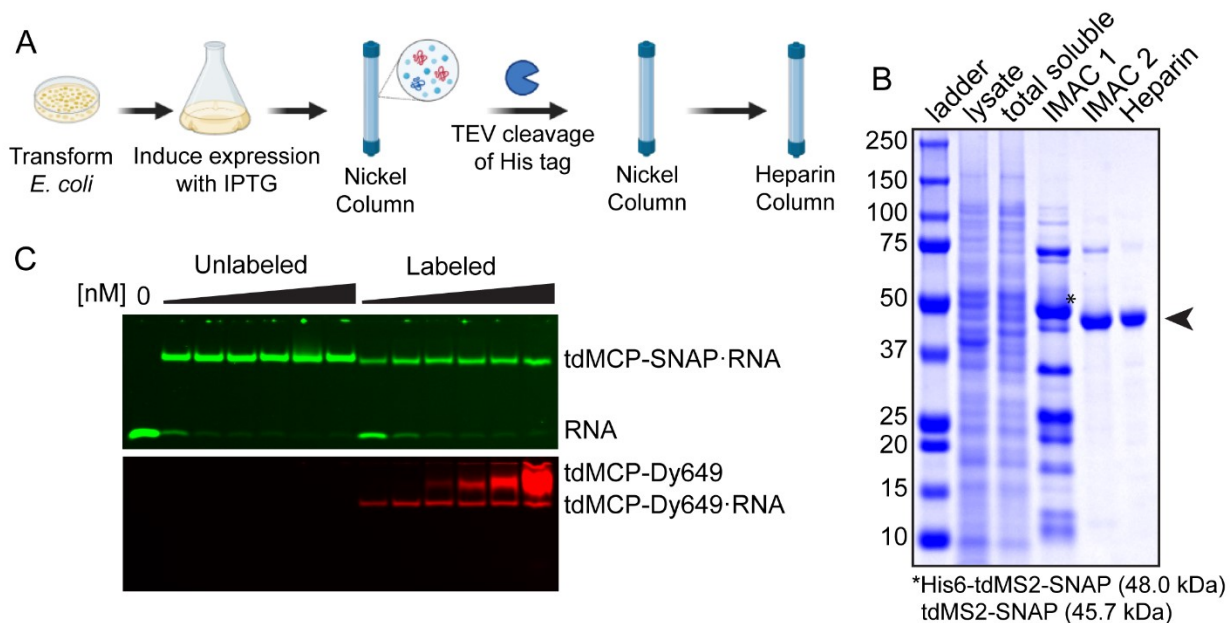 A
Transform
E. coli
Induce expression
with IPTG
Nickel
Column
TEV cleavage
of His tag
Nickel
Column
Heparin
Column
B
ladder
lysate
total soluble
IMAC 1
IMAC 2
Heparin
250
150
100
75
50
*
37
25
20
15
10
*His6-tdMS2-SNAP (48.0 kDa)
tdMS2-SNAP (45.7 kDa)
C
Unlabeled
Labeled
[nM] 0
tdMCP-SNAP·RNA
RNA
tdMCP-Dy649
tdMCP-Dy649·RNA